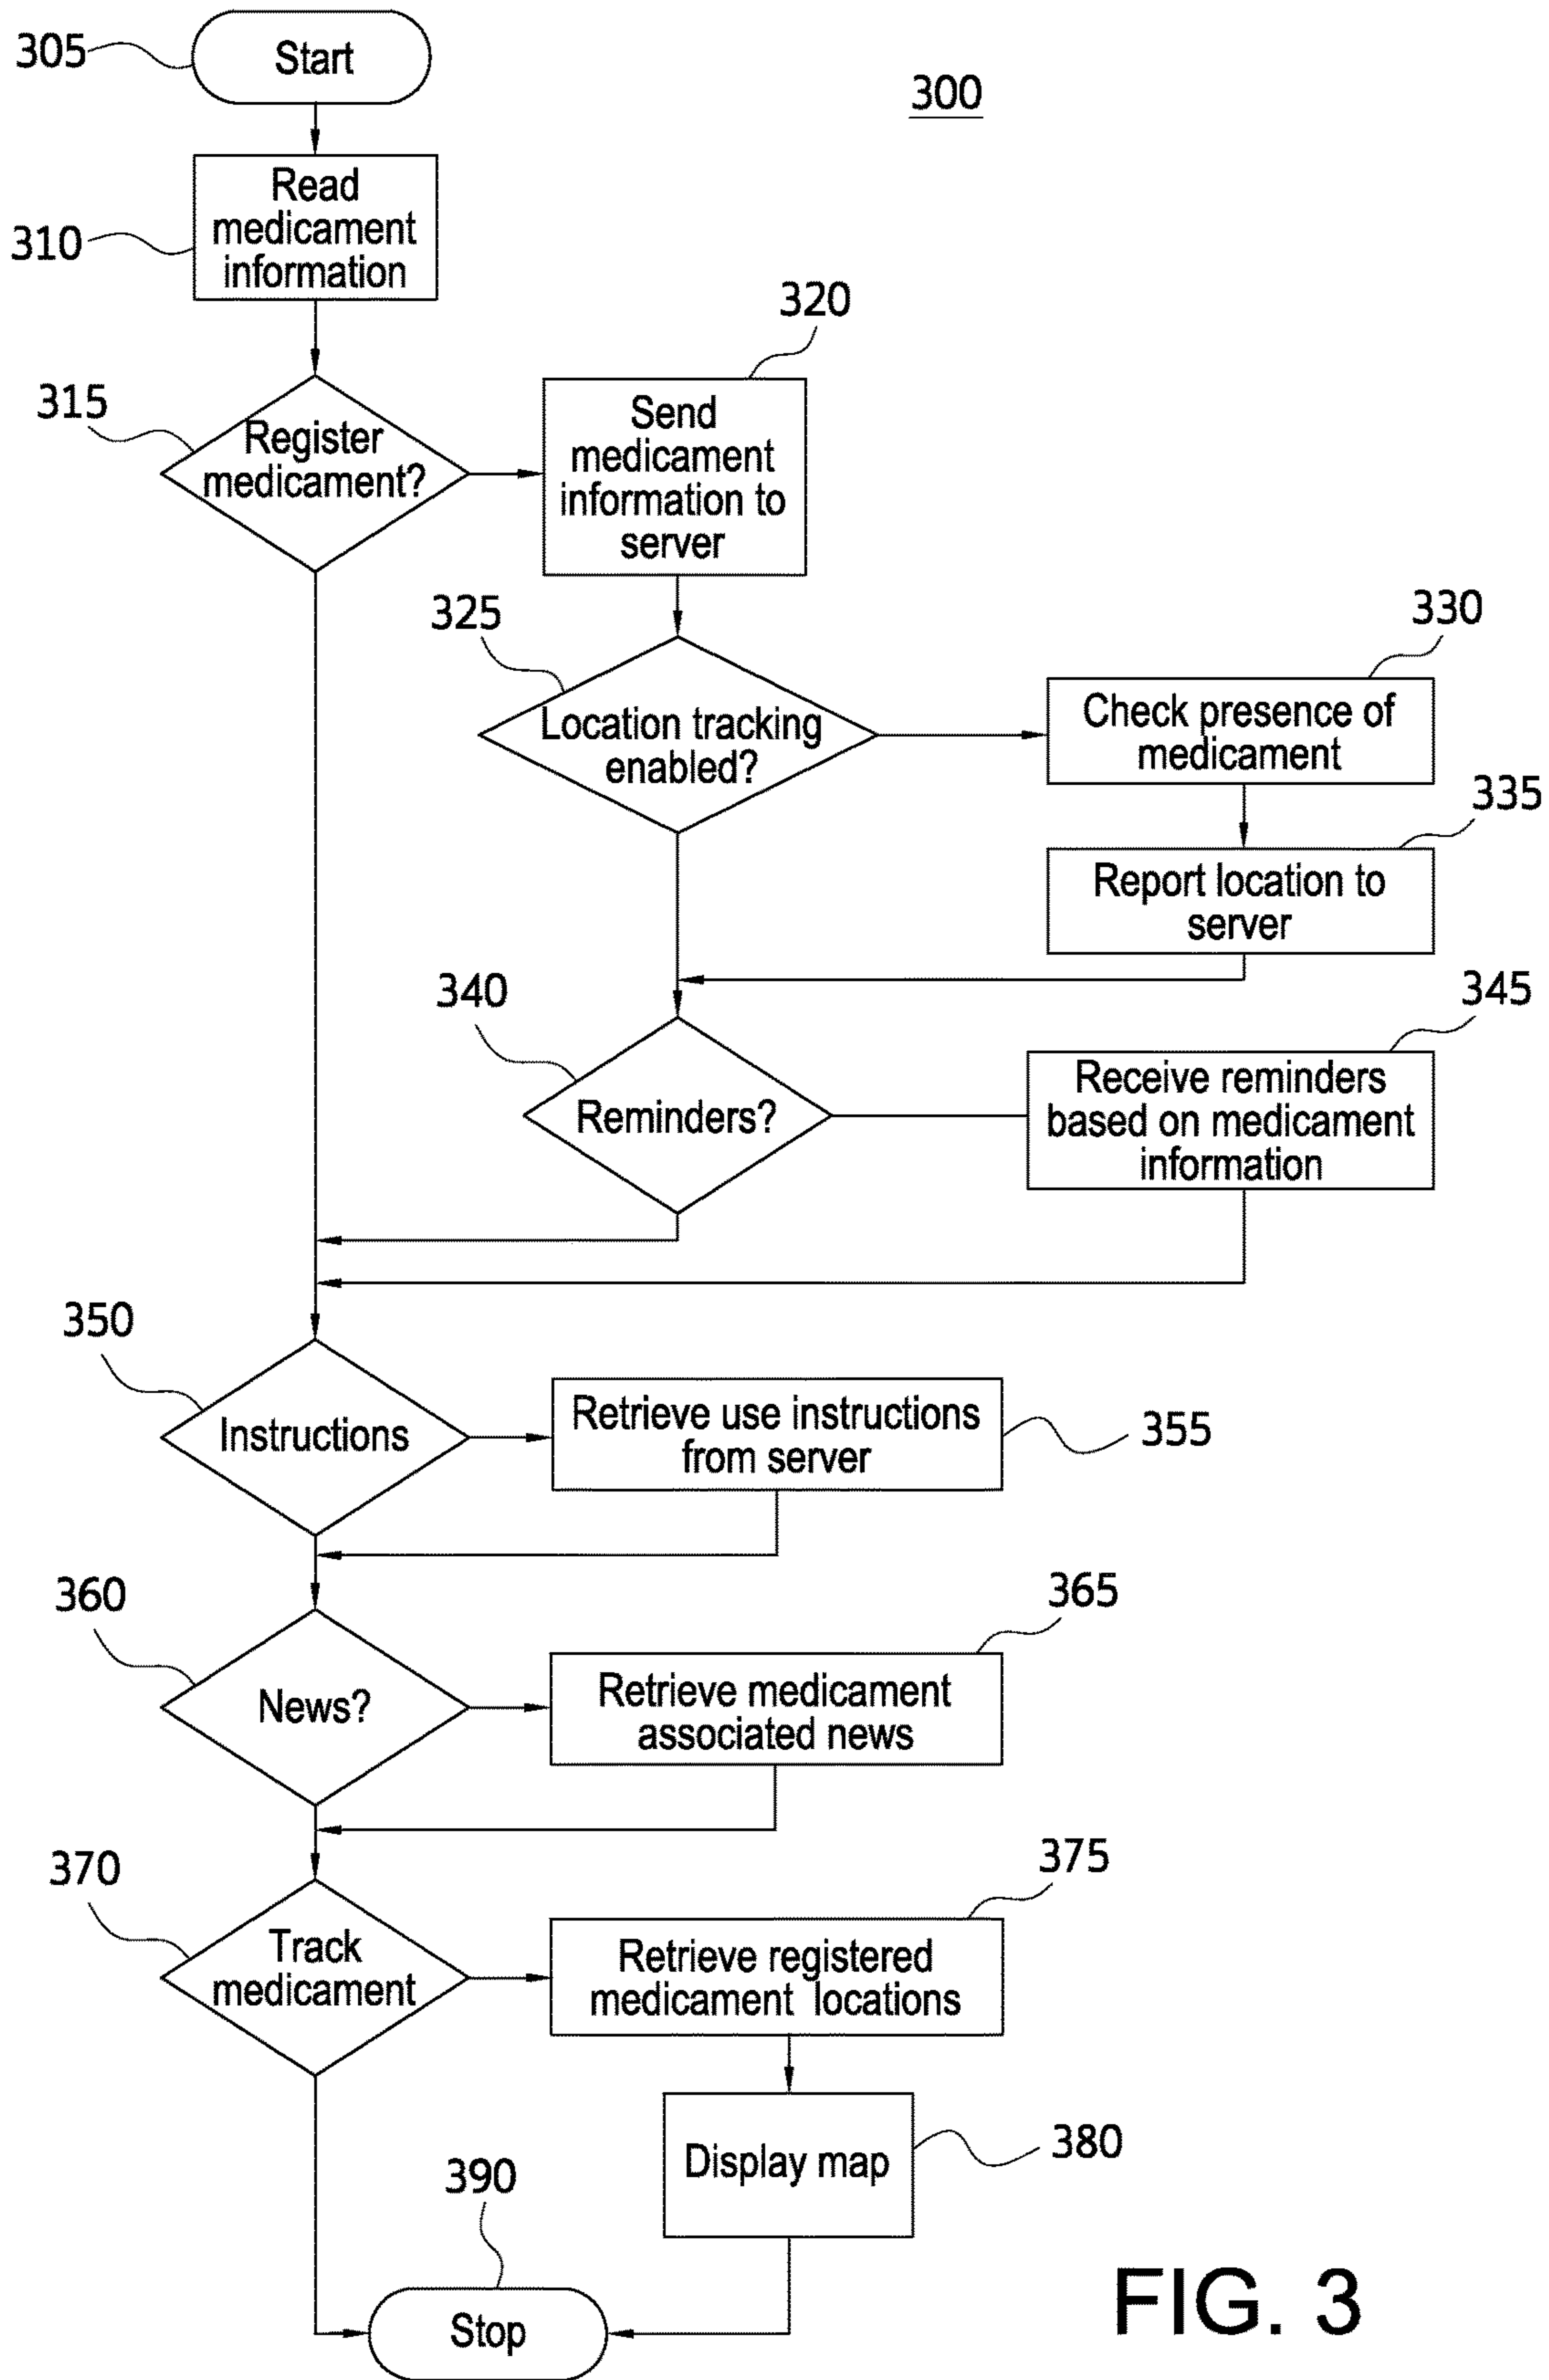 305
Start
300
310
Read
medicament
information
320
315
Register
medicament?
Send
medicament
information to
server
325
330
Location tracking
enabled?
Check presence of
medicament
335
Report location to
server
340
345
Reminders?
Receive reminders
based on medicament
information
350
Instructions
Retrieve use instructions
from server
355
360
365
News?
Retrieve medicament
associated news
370
375
Track
medicament
Retrieve registered
medicament locations
Display map
380
390
Stop
FIG. 3